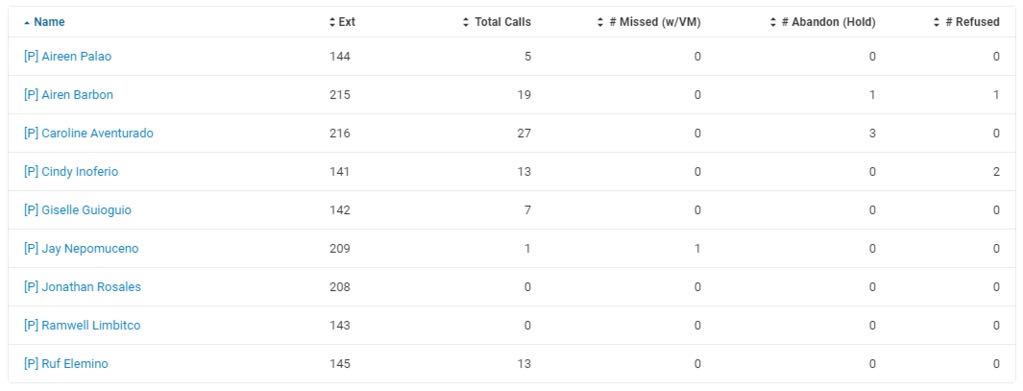 Name Ext Total Calls # Missed (w/VM) # Abandon (Hold) # Refused
[P] Aireen Palao 144 5 0 0 0
[P] Airen Barbon 215 19 0 1 1
[P] Caroline Aventurado 216 27 0 3 0
[P] Cindy Inoferio 141 13 0 0 2
[P] Giselle Guioguio 142 7 0 0 0
[P] Jay Nepomuceno 209 1 1 0 0
[P] Jonathan Rosales 208 0 0 0 0
[P] Ramwell Limbitco 143 0 0 0 0
[P] Ruf Elemino 145 13 0 0 0